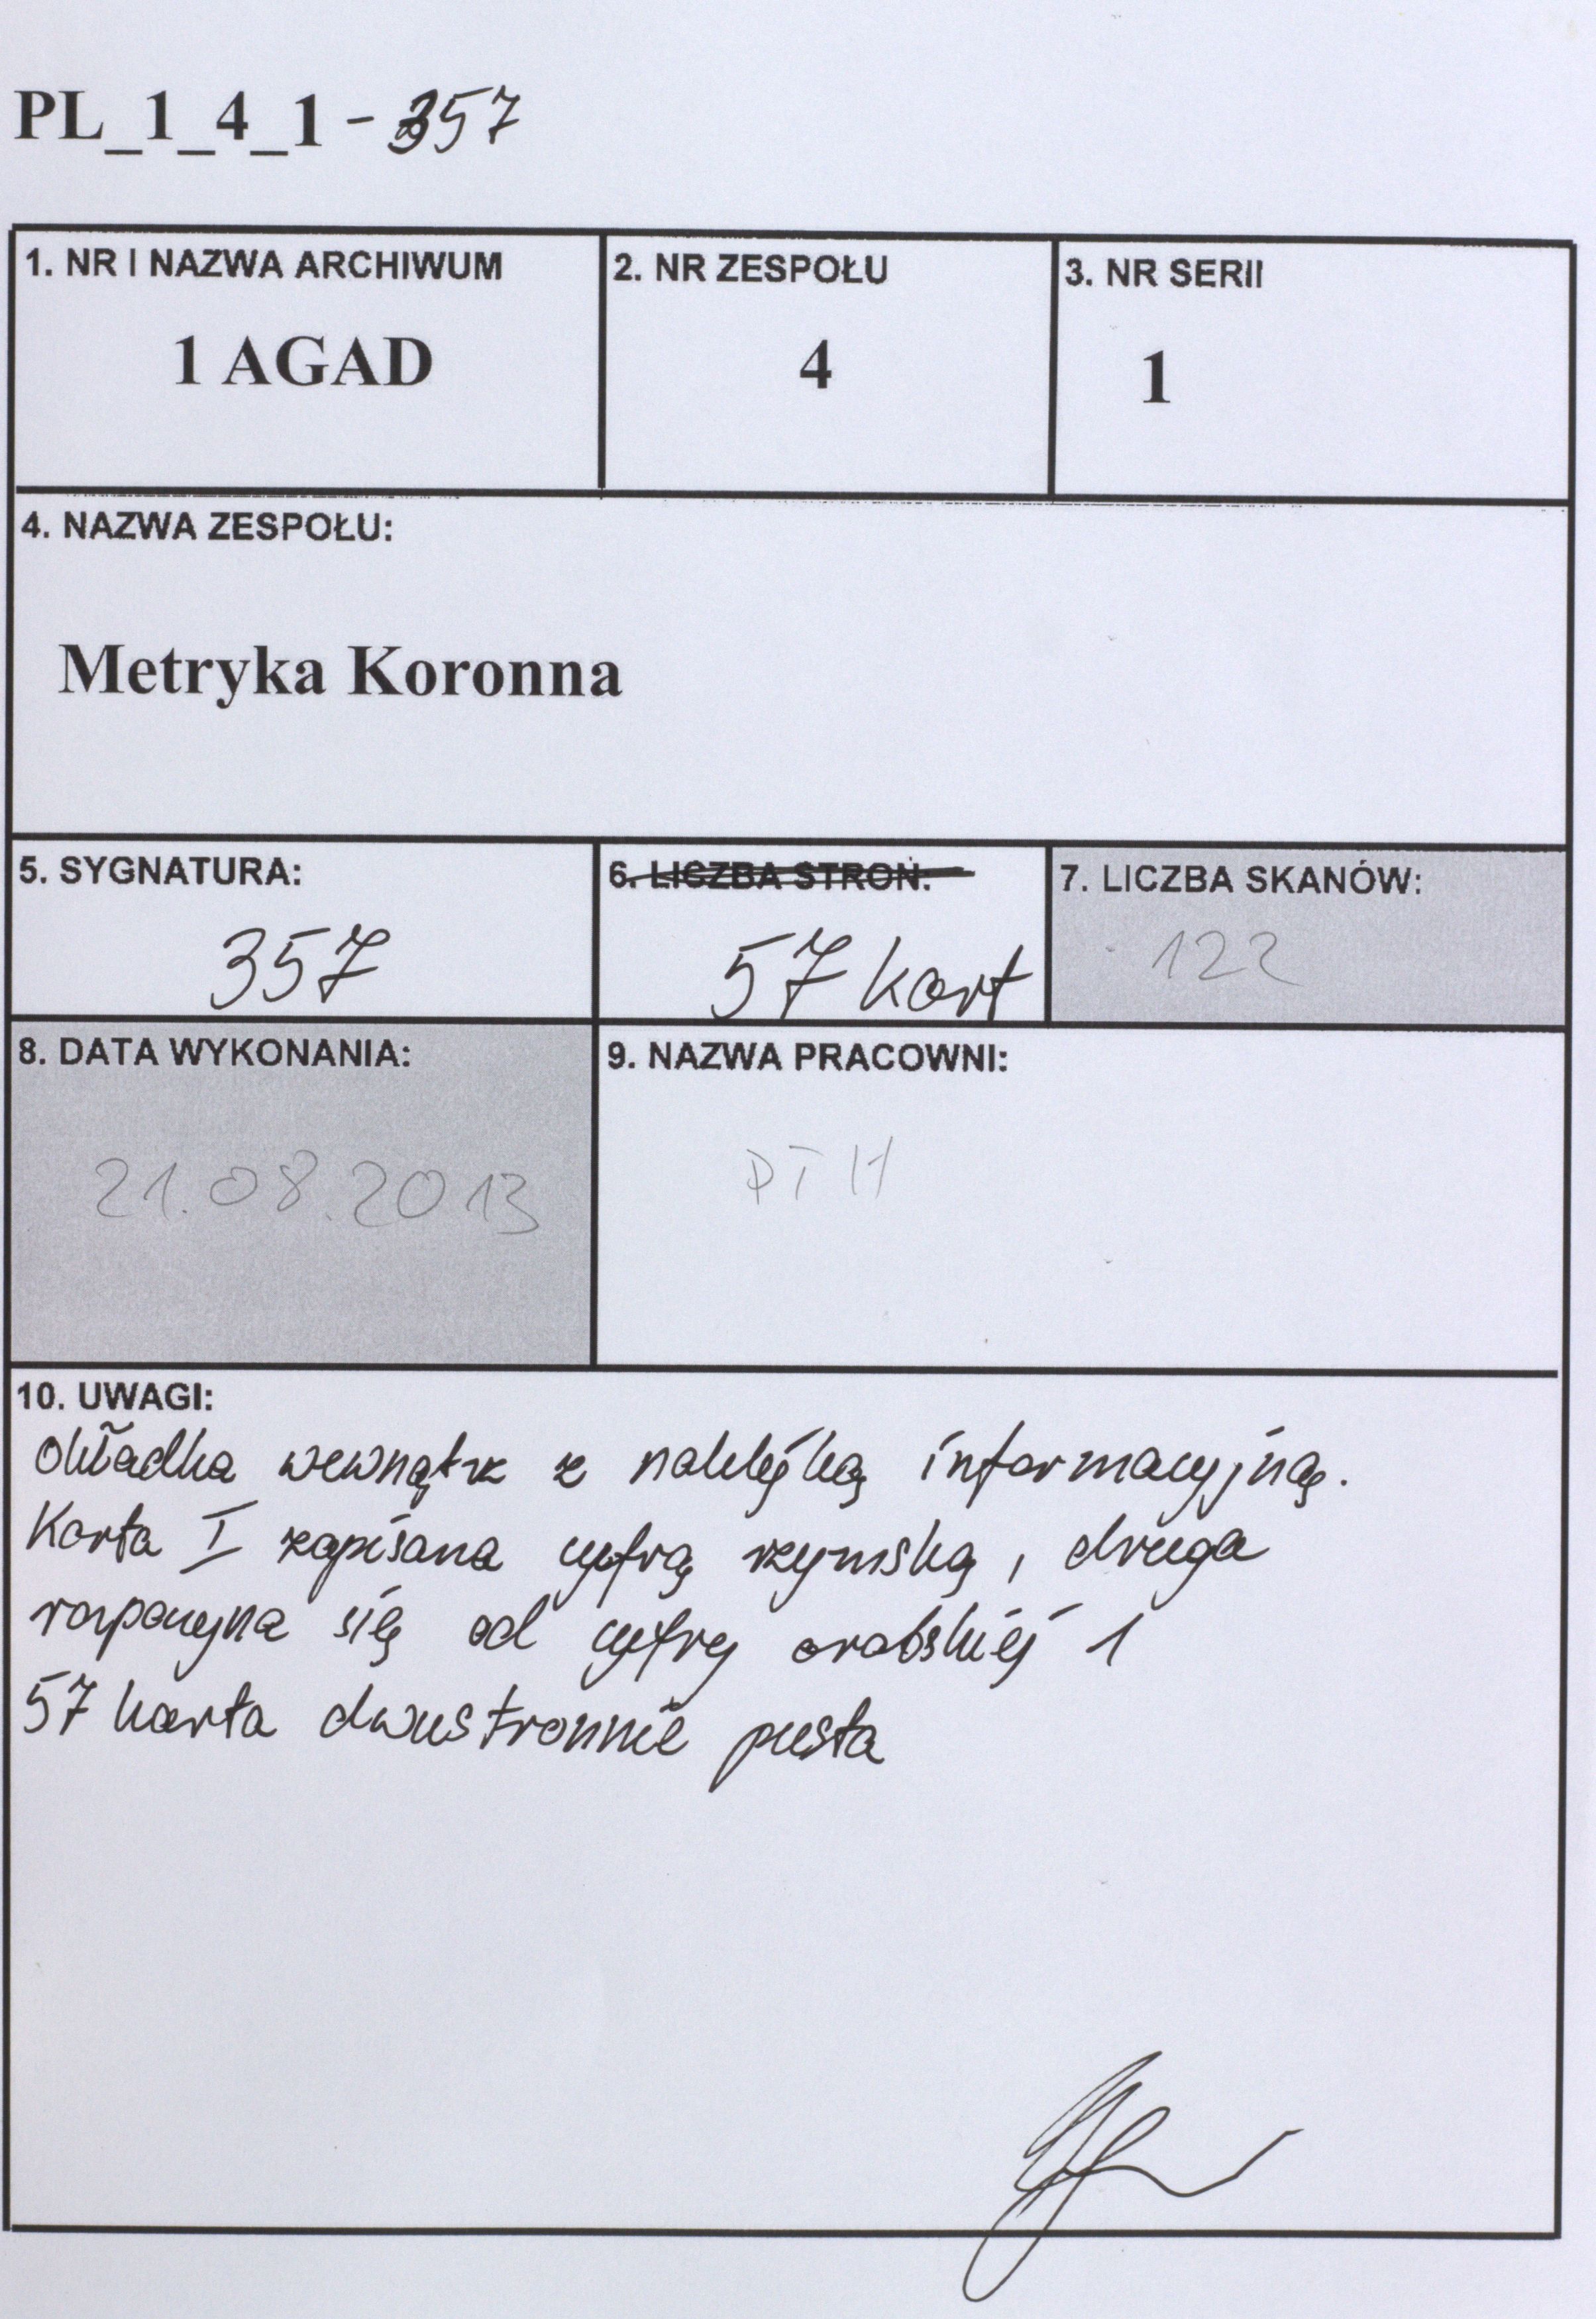 PL_1_4_1 - 357
1. NR I NAZWA ARCHIWUM
1 AGAD
2. NR ZESPOŁU
4
3. NR SERII
1
4. NAZWA ZESPOŁU:
Metryka Koronna
5. SYGNATURA:
357
6. LICZBA STRON:
57 kart
7. LICZBA SKANÓW:
122
8. DATA WYKONANIA:
21.08.2013
9. NAZWA PRACOWNI:
PTH
10. UWAGI:
Okładka wewnątrz z naklejką informacyjną.
Karta I zapisana cyfrą rzymską, druga
rozpoczyna się od cyfry arabskiej 1
57 karta dwustronnie pusta